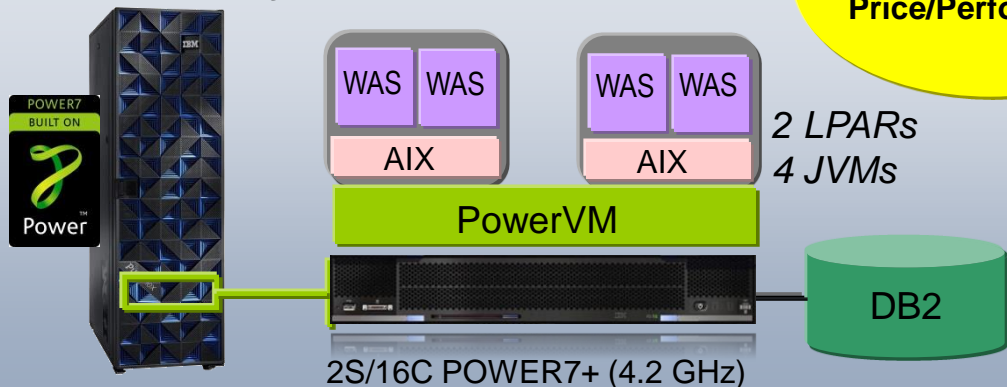 Price/Perfo
IBM
POWER7
BUILT ON
Power™
WAS WAS
AIX
WAS WAS
AIX
2 LPARs
4 JVMs
PowerVM
DB2
2S/16C POWER7+ (4.2 GHz)